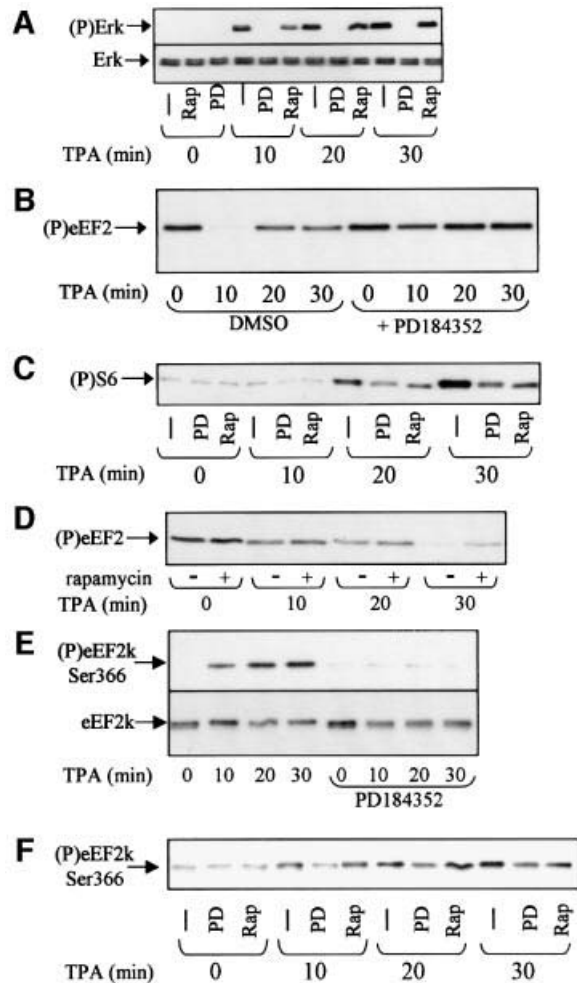 A
(P)Erk
Erk
— Rap PD — PD Rap — PD Rap — PD Rap
TPA (min) 0 10 20 30
B
(P)eEF2
TPA (min) 0 10 20 30 0 10 20 30
DMSO + PD184352
C
(P)S6
— PD Rap — PD Rap — PD Rap — PD Rap
TPA (min) 0 10 20 30
D
(P)eEF2
rapamycin - + - + - + - +
TPA (min) 0 10 20 30
E
(P)eEF2k
Ser366
eEF2k
TPA (min) 0 10 20 30 0 10 20 30
PD184352
F
(P)eEF2k
Ser366
— PD Rap — PD Rap — PD Rap — PD Rap
TPA (min) 0 10 20 30